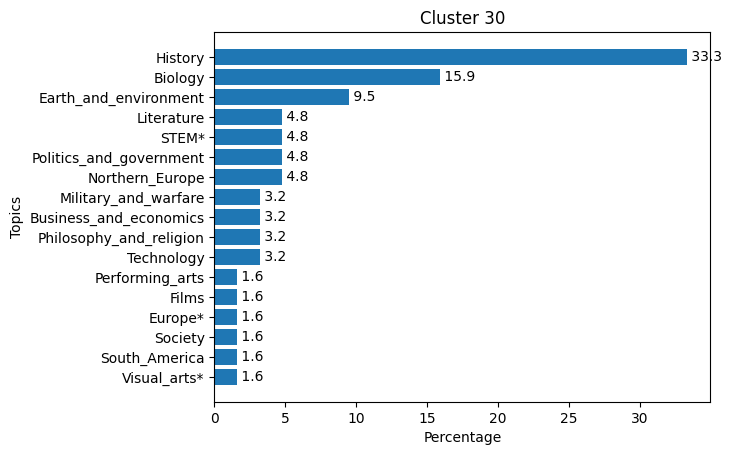 Cluster 30
Topics
History 33.3
Biology 15.9
Earth_and_environment 9.5
Literature 4.8
STEM* 4.8
Politics_and_government 4.8
Northern_Europe 4.8
Military_and_warfare 3.2
Business_and_economics 3.2
Philosophy_and_religion 3.2
Technology 3.2
Performing_arts 1.6
Films 1.6
Europe* 1.6
Society 1.6
South_America 1.6
Visual_arts* 1.6
0 5 10 15 20 25 30
Percentage